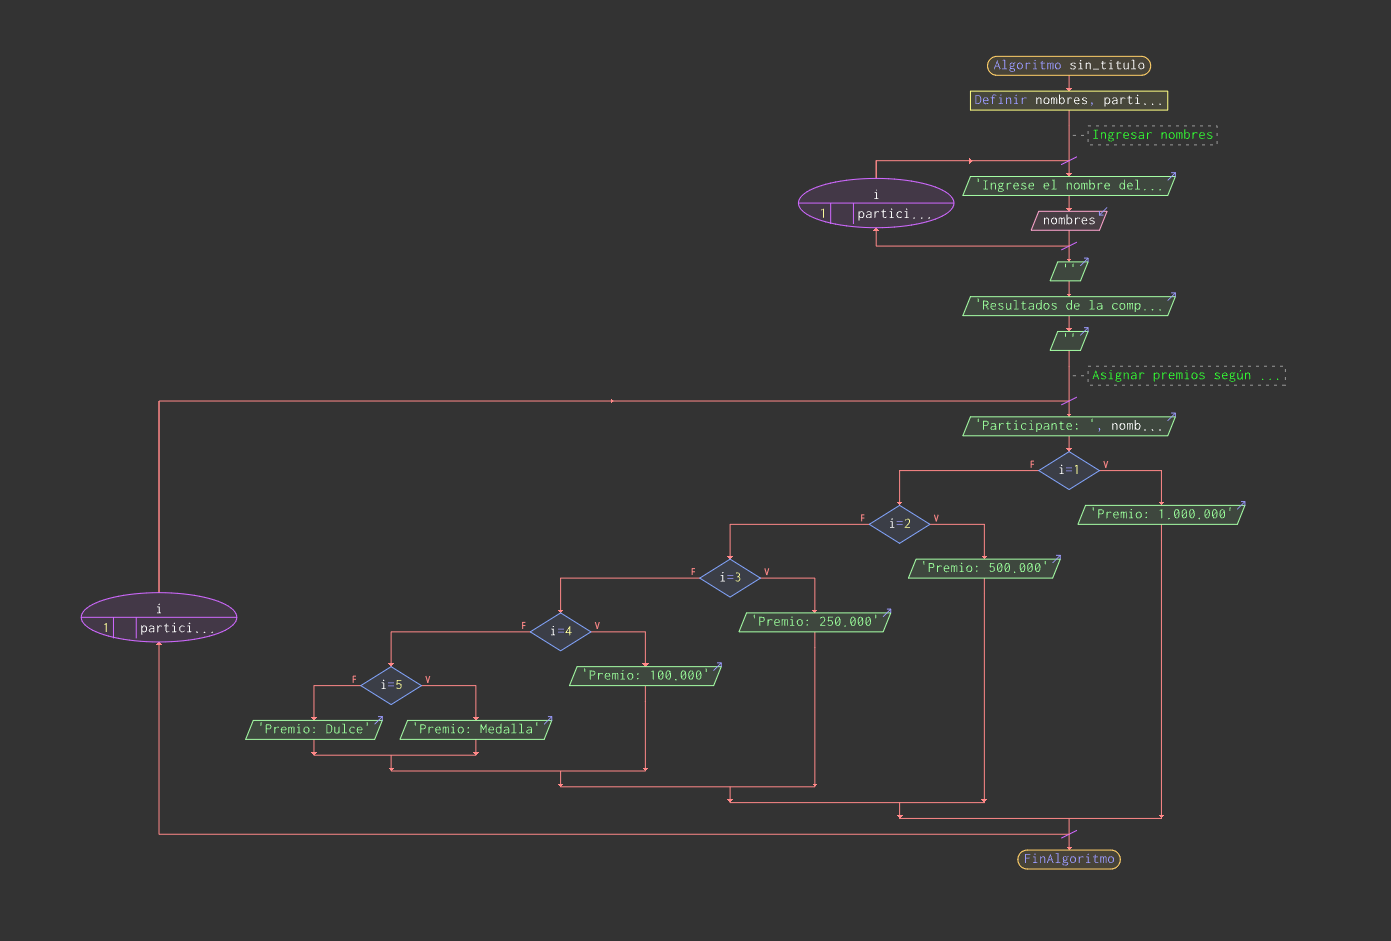 Algoritmo sin_titulo
Definir nombres, parti...
Ingresar nombres
i
1 partici...
'Ingrese el nombre del...
nombres
''
'Resultados de la comp...
''
Asignar premios según ...
'Participante: ', nomb...
F i=1 V
'Premio: 1.000.000'
F i=2 V
'Premio: 500.000'
F i=3 V
'Premio: 250.000'
i
1 partici...
F i=4 V
'Premio: 100.000'
F i=5 V
'Premio: Dulce' 'Premio: Medalla'
FinAlgoritmo